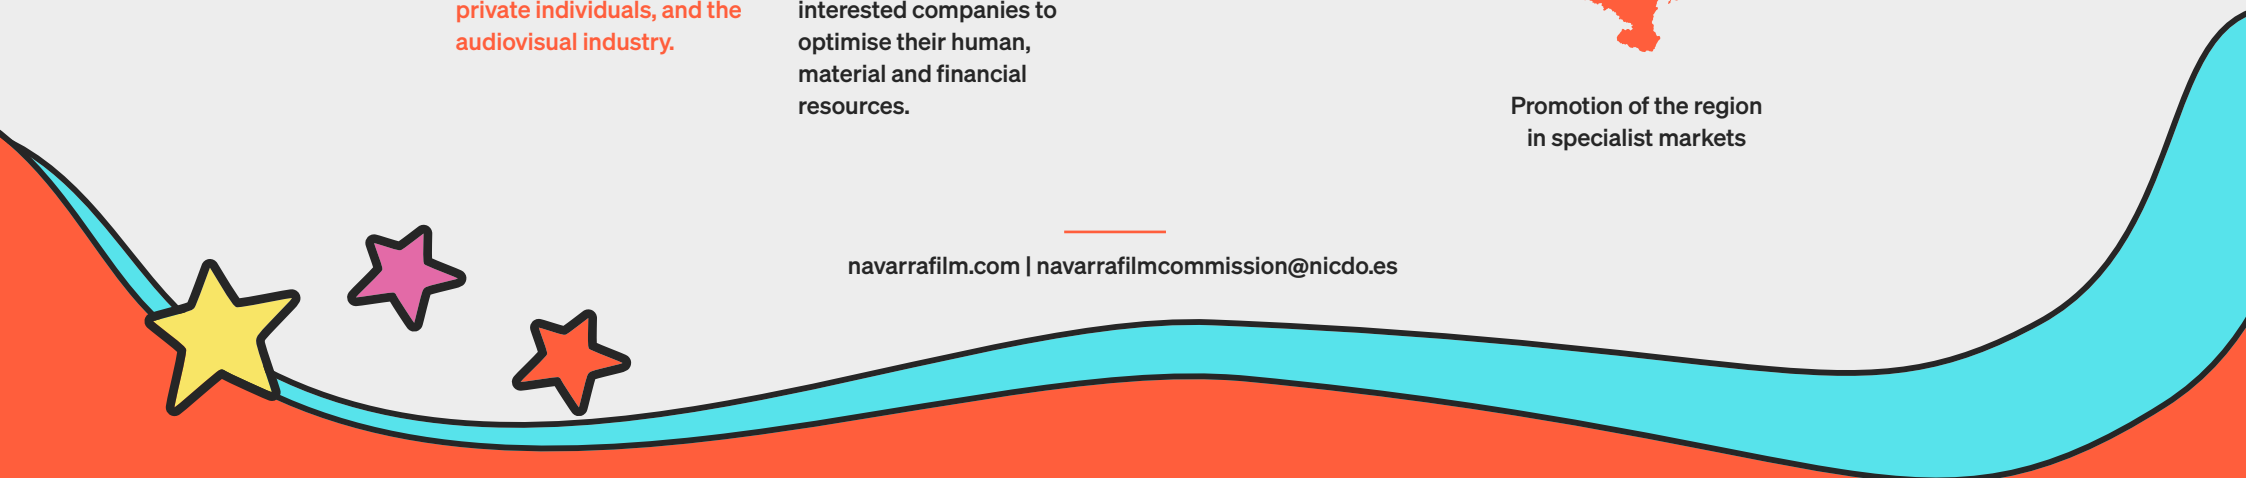 private individuals, and the
audiovisual industry.
interested companies to
optimise their human,
material and financial
resources.
Promotion of the region
in specialist markets
navarrafilm.com | navarrafilmcommission@nicdo.es